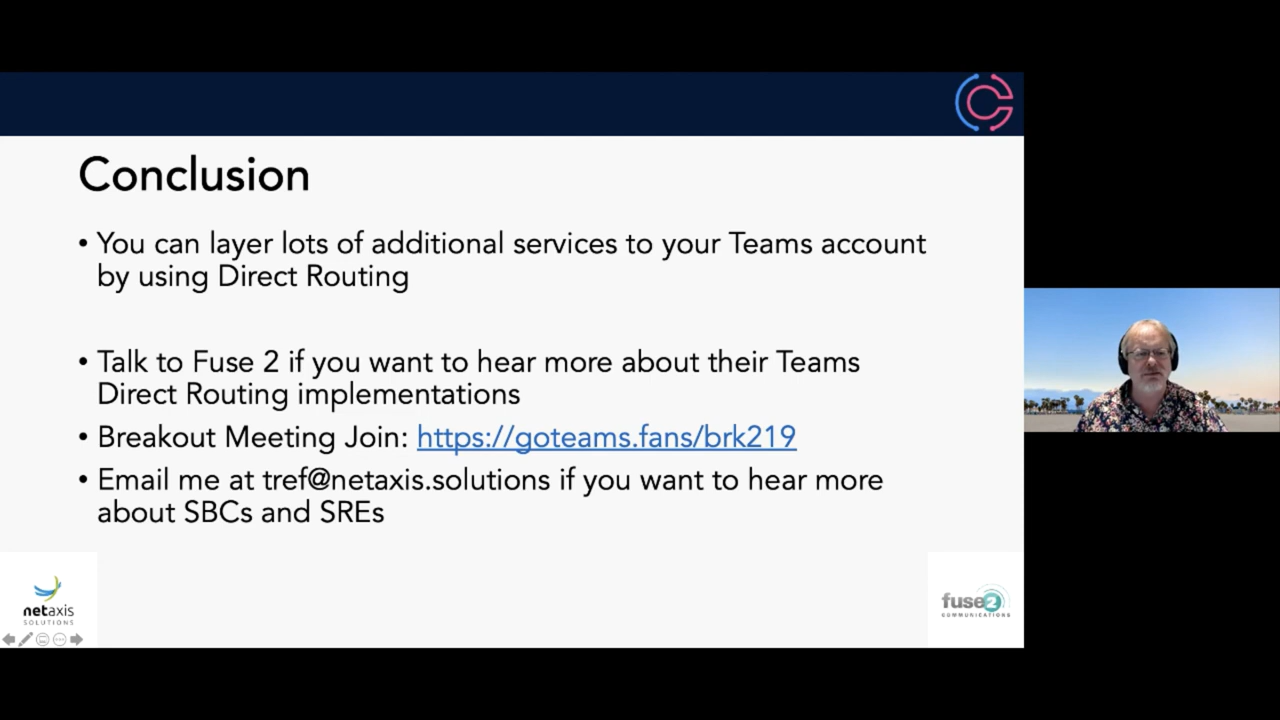 Conclusion
• You can layer lots of additional services to your Teams account
by using Direct Routing
• Talk to Fuse 2 if you want to hear more about their Teams
Direct Routing implementations
• Breakout Meeting Join: https://goteams.fans/brk219
• Email me at tref@netaxis.solutions if you want to hear more
about SBCs and SREs
netaxis
SOLUTIONS
fuse2
COMMUNICATIONS